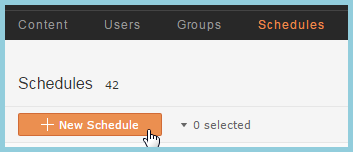 Content Users Groups Schedules
Schedules 42
New Schedule 0 selected